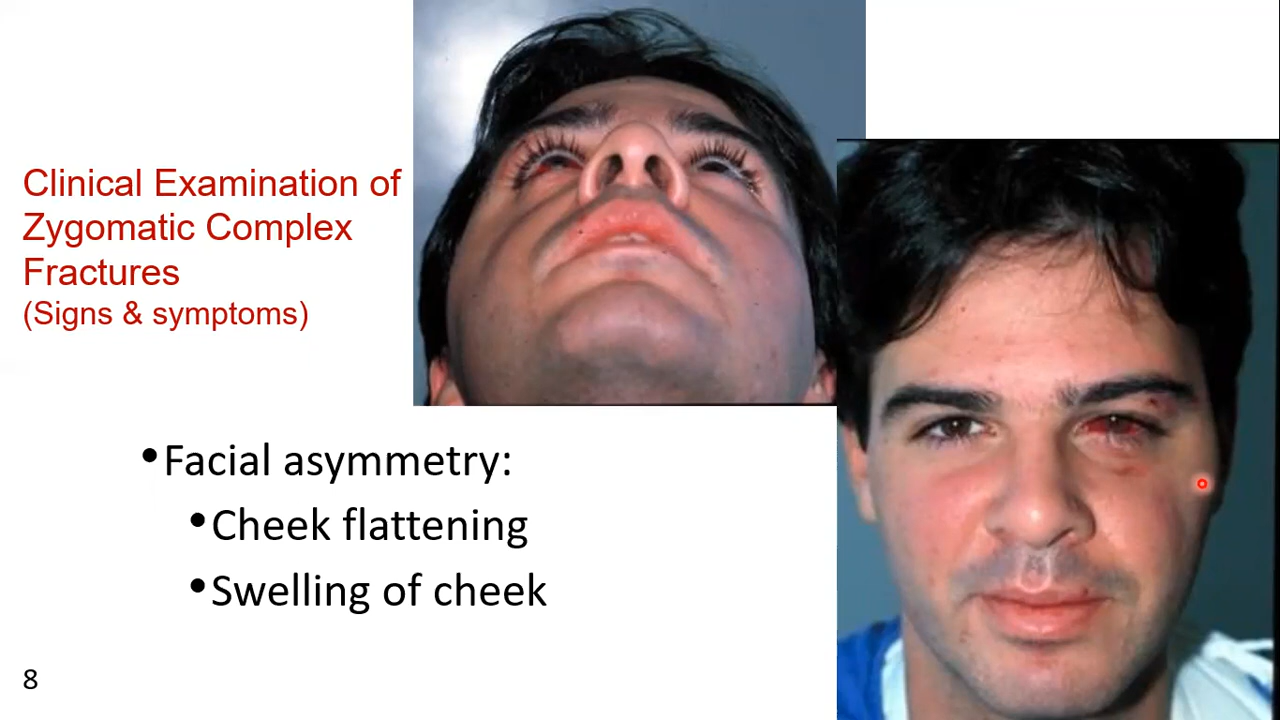 Clinical Examination of
Zygomatic Complex
Fractures
(Signs & symptoms)
•Facial asymmetry:
•Cheek flattening
•Swelling of cheek
8